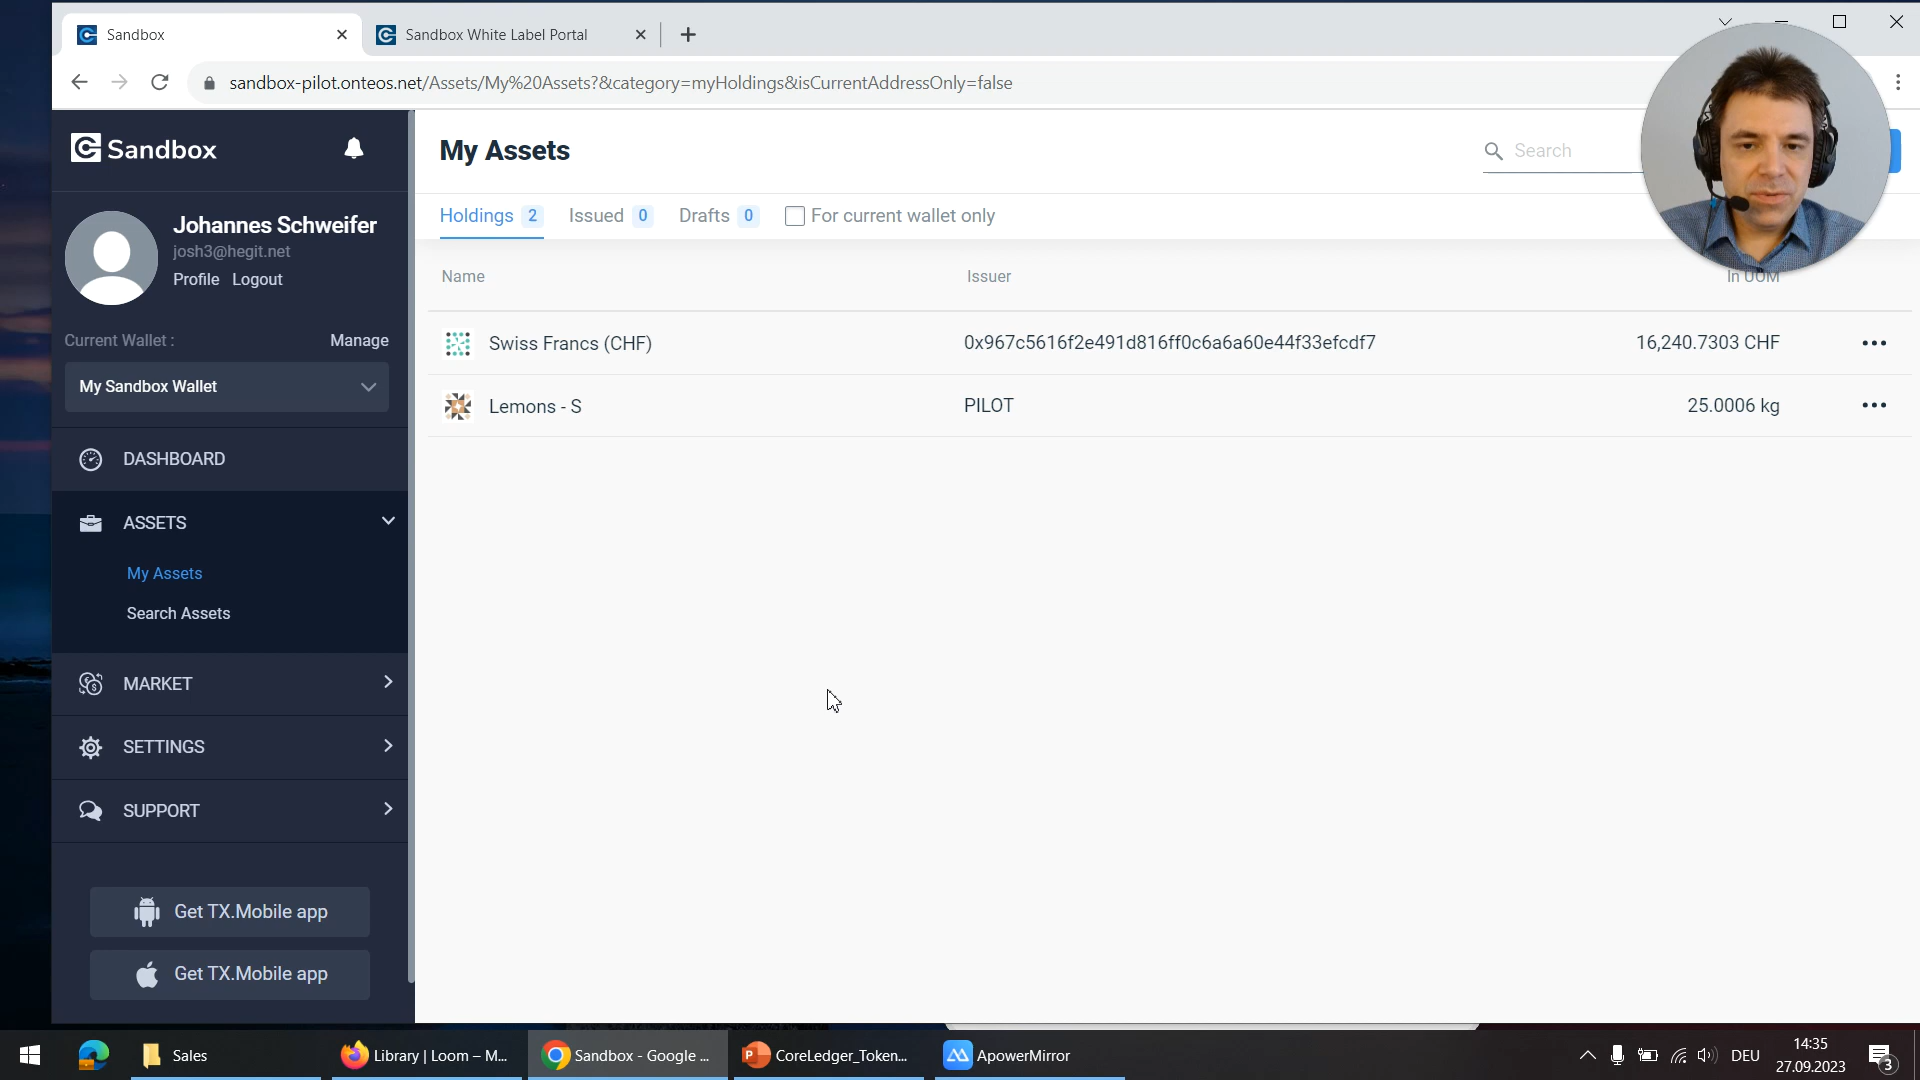 Sandbox
Sandbox White Label Portal
sandbox-pilot.onteos.net/Assets/My%20Assets?&category=myHoldings&isCurrentAddressOnly=false
Sandbox
My Assets
Search
Johannes Schweifer
josh3@hegit.net
Profile Logout
Holdings 2 Issued 0 Drafts 0 For current wallet only
Name Issuer In UOM
Current Wallet : Manage
My Sandbox Wallet
Swiss Francs (CHF) 0x967c5616f2e491d816ff0c6a6a60e44f33efcdf7 16,240.7303 CHF
Lemons - S PILOT 25.0006 kg
DASHBOARD
ASSETS
My Assets
Search Assets
MARKET
SETTINGS
SUPPORT
Get TX.Mobile app
Get TX.Mobile app
Sales
Library | Loom – M...
Sandbox - Google ...
CoreLedger_Token...
ApowerMirror
DEU
14:35
27.09.2023
3